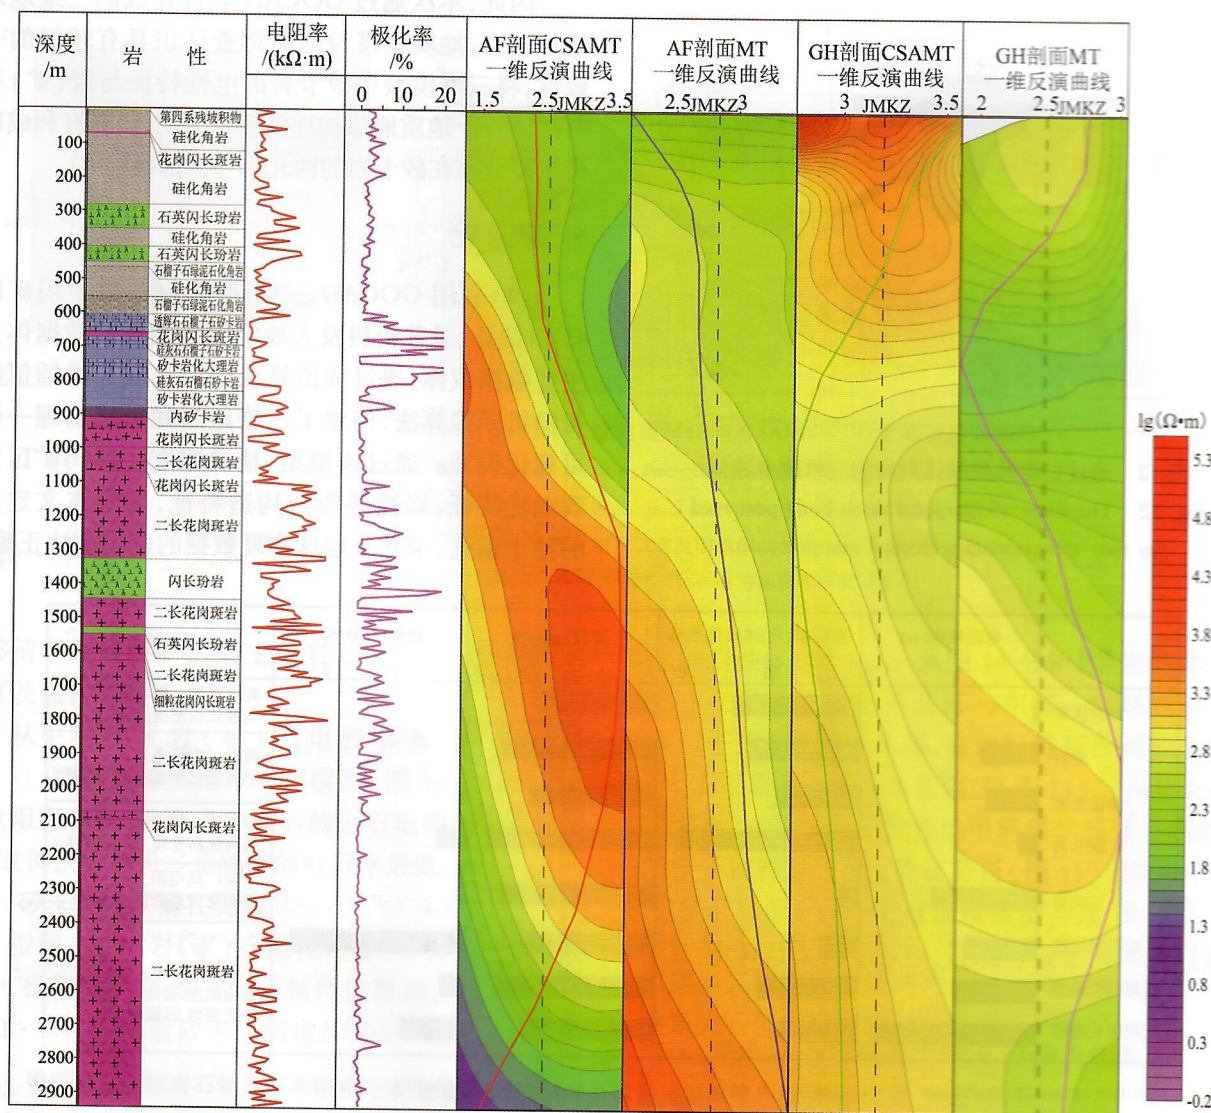 深度
/m
岩 性
电阻率
/(kΩ·m)
极化率
/%
0 10 20
AF剖面CSAMT
一维反演曲线
1.5 2.5 JMKZ 3.5
AF剖面MT
一维反演曲线
2.5 JMKZ 3
GH剖面CSAMT
一维反演曲线
3 JMKZ 3.5
GH剖面MT
一维反演曲线
2 2.5 JMKZ 3
100
200
300
400
500
600
700
800
900
1000
1100
1200
1300
1400
1500
1600
1700
1800
1900
2000
2100
2200
2300
2400
2500
2600
2700
2800
2900
第四系残坡积物
硅化角岩
花岗闪长斑岩
硅化角岩
石英闪长玢岩
硅化角岩
石英闪长玢岩
石榴子石绿泥石化角岩
硅化角岩
石榴子石绿泥石化角岩
透辉石石榴子石矽卡岩
花岗闪长斑岩
硅灰石石榴子石矽卡岩
矽卡岩化大理岩
硅灰石石榴石矽卡岩
矽卡岩化大理岩
内矽卡岩
花岗闪长斑岩
二长花岗斑岩
花岗闪长斑岩
二长花岗斑岩
闪长玢岩
二长花岗斑岩
石英闪长玢岩
二长花岗斑岩
细粒花岗闪长斑岩
二长花岗斑岩
花岗闪长斑岩
二长花岗斑岩
lg(Ω•m)
5.3
4.8
4.3
3.8
3.3
2.8
2.3
1.8
1.3
0.8
0.3
-0.2